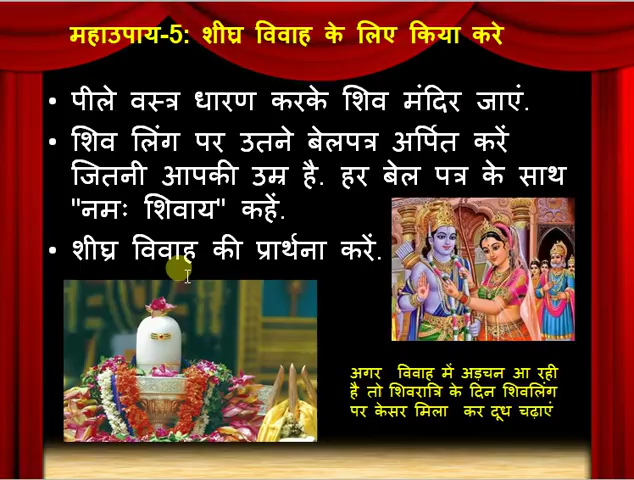 महाउपाय-5: शीघ्र विवाह के लिए किया करे
• पीले वस्त्र धारण करके शिव मंदिर जाएं.
• शिव लिंग पर उतने बेलपत्र अर्पित करें
जितनी आपकी उम्र है. हर बेल पत्र के साथ
"नमः शिवाय" कहें.
• शीघ्र विवाह की प्रार्थना करें.
अगर विवाह में अड़चन आ रही
है तो शिवरात्रि के दिन शिवलिंग
पर केसर मिला कर दूध चढ़ाएं